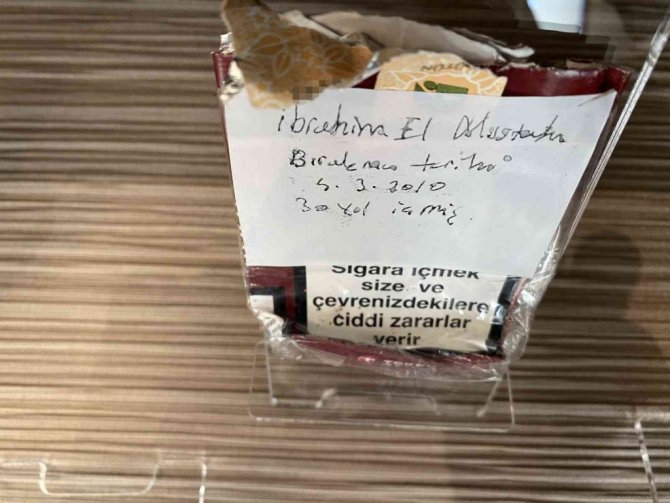 İbrahim El
Bırakma tarihi
5.3.2010
30 yıl içmiş.
Sigara içmek
size ve
çevrenizdekilere
ciddi zararlar
verir